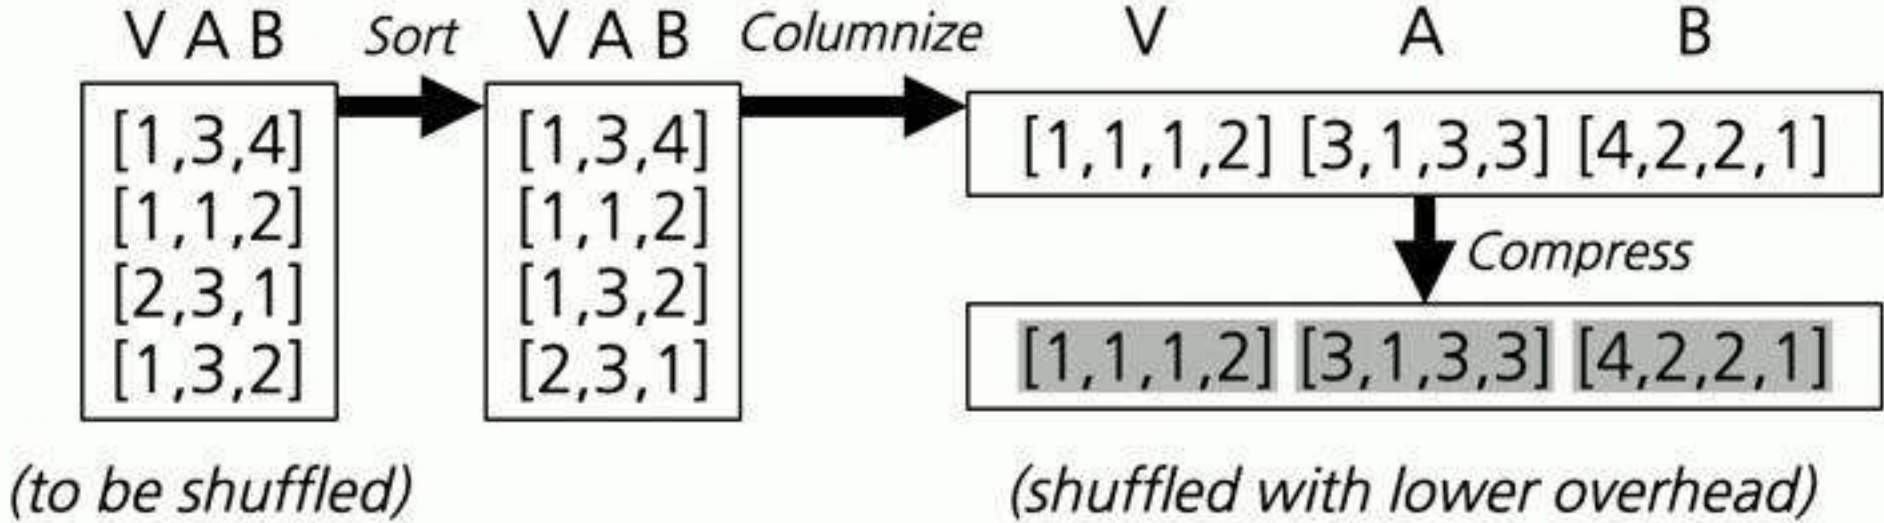 V A B Sort V A B Columnize V A B
[1,3,4] [1,3,4] [1,1,1,2] [3,1,3,3] [4,2,2,1]
[1,1,2] [1,1,2]
Compress
[2,3,1] [1,3,2]
[1,3,2] [2,3,1] [1,1,1,2] [3,1,3,3] [4,2,2,1]
(to be shuffled) (shuffled with lower overhead)